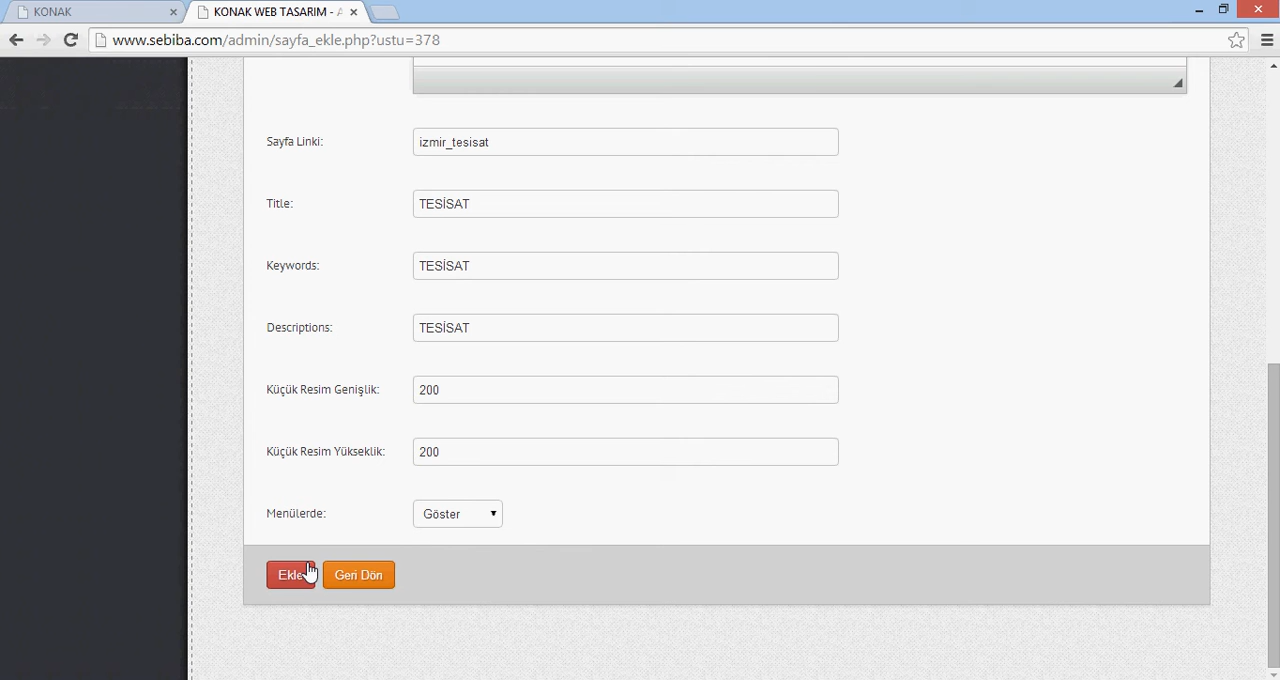 KONAK
KONAK WEB TASARIM - A
www.sebiba.com/admin/sayfa_ekle.php?ustu=378
Sayfa Linki:
izmir_tesisat
Title:
TESİSAT
Keywords:
TESİSAT
Descriptions:
TESİSAT
Küçük Resim Genişlik:
200
Küçük Resim Yükseklik:
200
Menülerde:
Göster
Ekle
Geri Dön